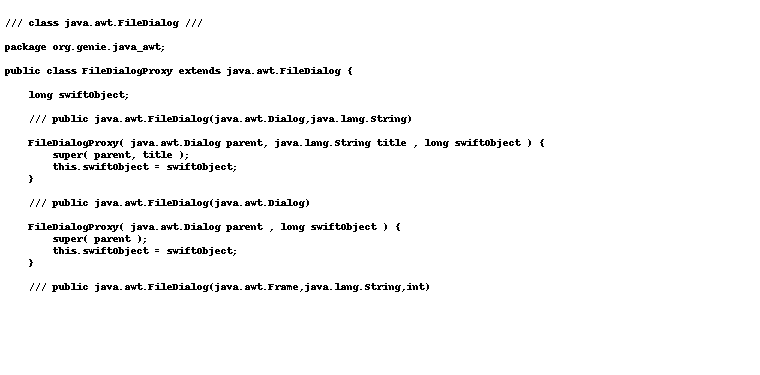 /// class java.awt.FileDialog ///
package org.genie.java_awt;
public class FileDialogProxy extends java.awt.FileDialog {
long swiftObject;
/// public java.awt.FileDialog(java.awt.Dialog,java.lang.String)
FileDialogProxy( java.awt.Dialog parent, java.lang.String title , long swiftObject ) {
super( parent, title );
this.swiftObject = swiftObject;
}
/// public java.awt.FileDialog(java.awt.Dialog)
FileDialogProxy( java.awt.Dialog parent , long swiftObject ) {
super( parent );
this.swiftObject = swiftObject;
}
/// public java.awt.FileDialog(java.awt.Frame,java.lang.String,int)